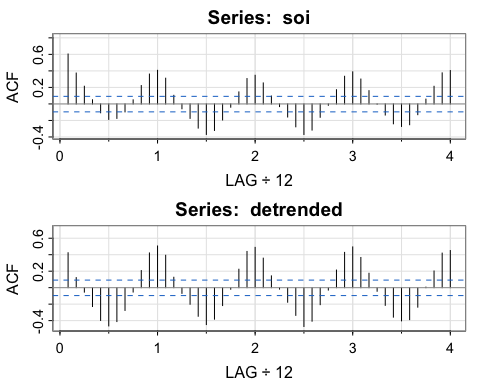 Series: soi
ACF
0.6
0.2
-0.4
0 1 2 3 4
LAG ÷ 12
Series: detrended
ACF
0.6
0.2
-0.4
0 1 2 3 4
LAG ÷ 12